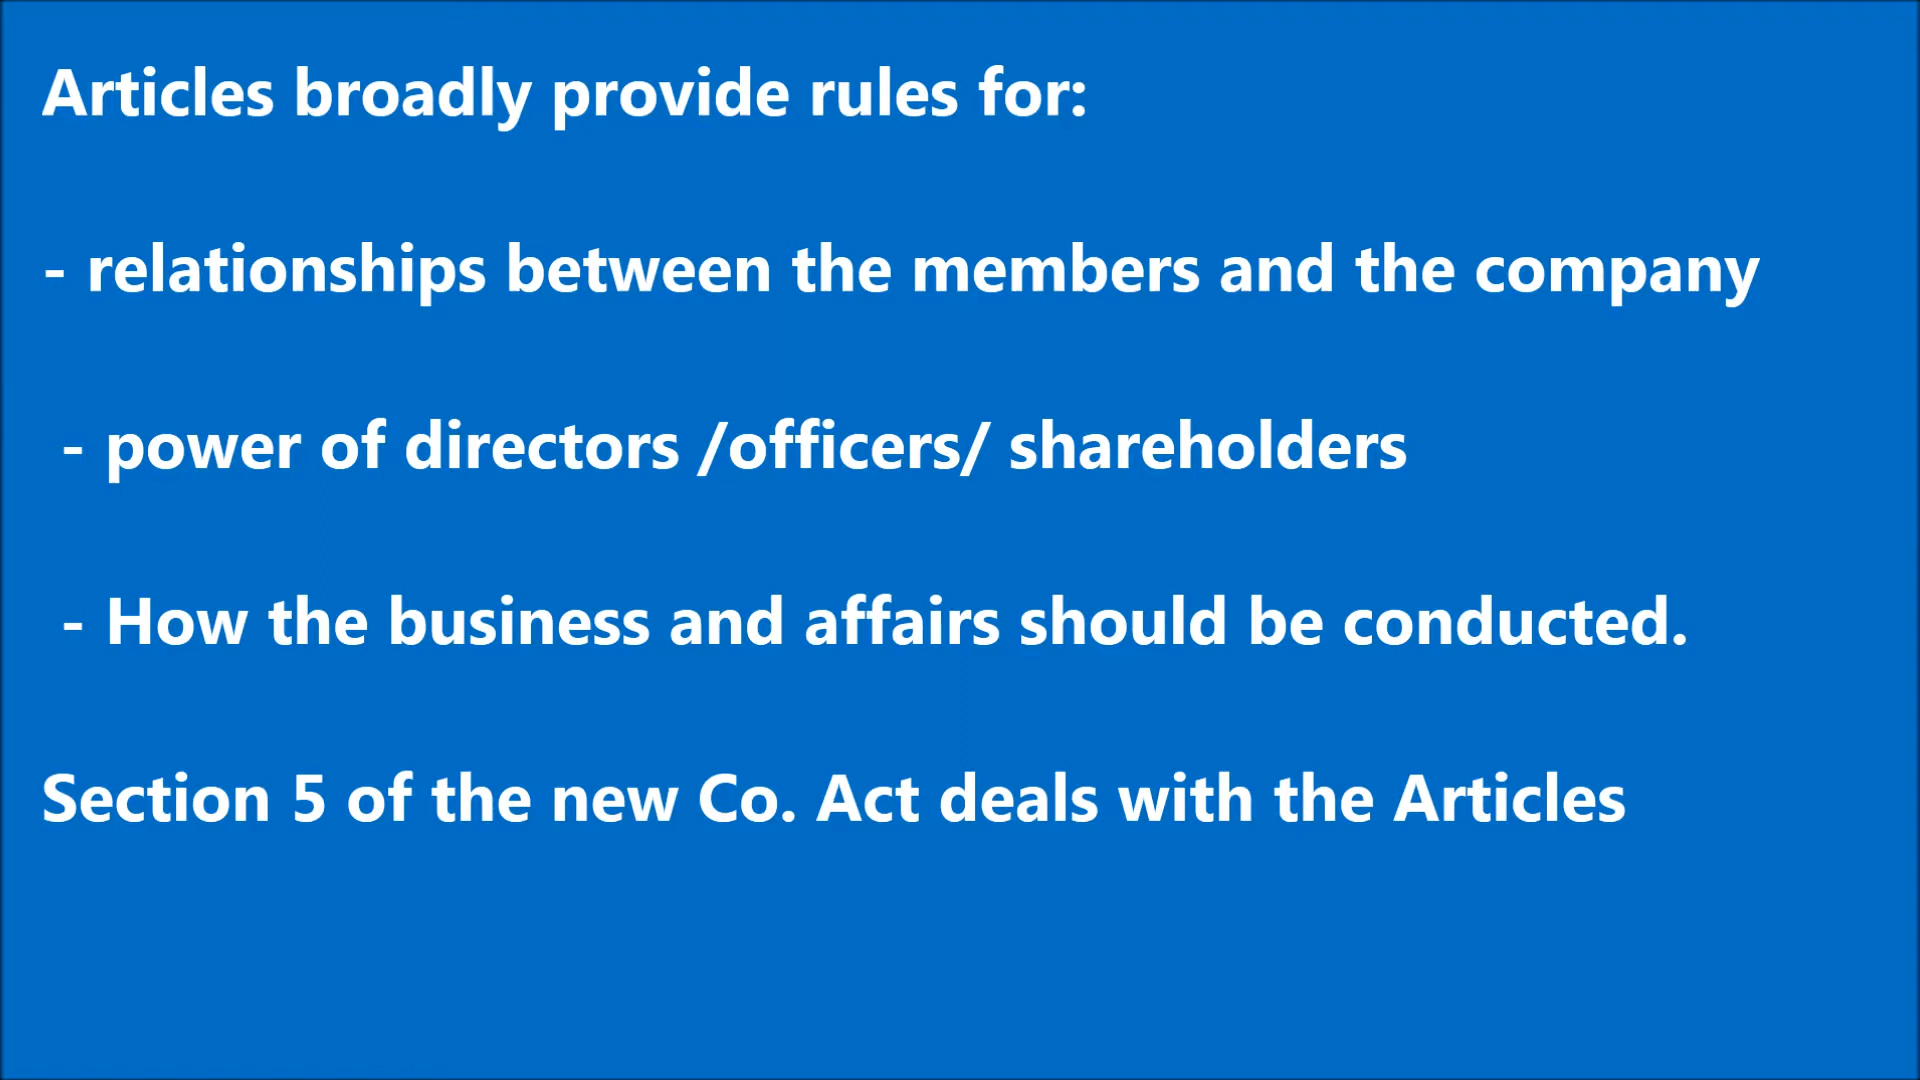 Articles broadly provide rules for:
- relationships between the members and the company
- power of directors /officers/ shareholders
- How the business and affairs should be conducted.
Section 5 of the new Co. Act deals with the Articles